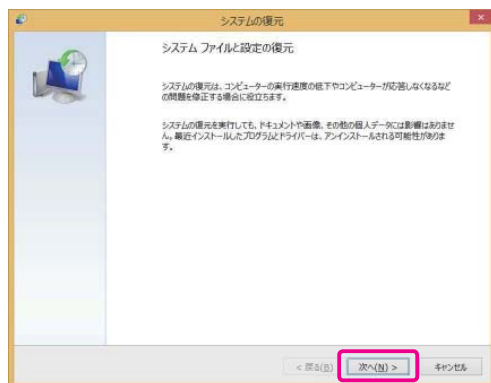 システムの復元
システム ファイルと設定の復元
システムの復元は、コンピューターの実行速度の低下やコンピューターが応答しなくなるなど
の問題を修正する場合に役立ちます。
システムの復元を実行しても、ドキュメントや画像、その他の個人データには影響はありませ
ん。最近インストールしたプログラムとドライバーは、アンインストールされる可能性がありま
す。
< 戻る(B) 次へ(N) > キャンセル